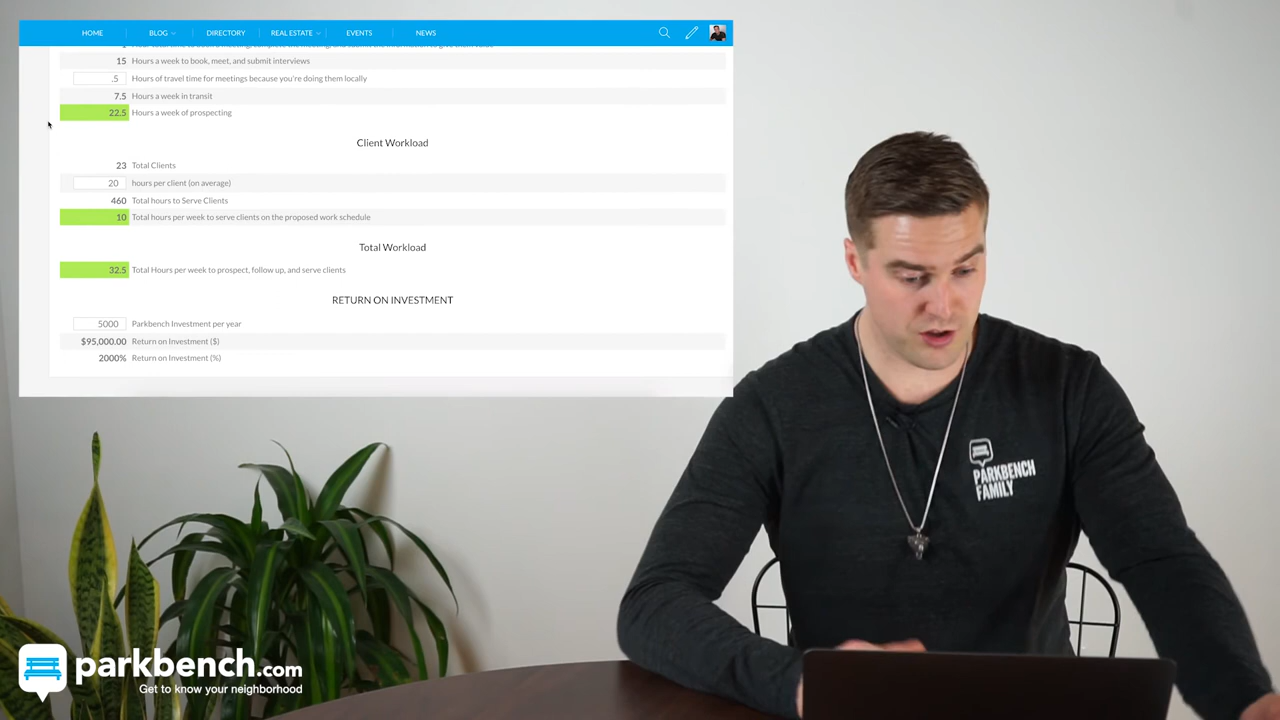 HOME BLOG DIRECTORY REAL ESTATE EVENTS NEWS
15 Hours a week to book, meet, and submit interviews
.5 Hours of travel time for meetings because you're doing them locally
7.5 Hours a week in transit
22.5 Hours a week of prospecting
Client Workload
23 Total Clients
20 hours per client (on average)
460 Total hours to Serve Clients
10 Total hours per week to serve clients on the proposed work schedule
Total Workload
32.5 Total Hours per week to prospect, follow up, and serve clients
RETURN ON INVESTMENT
5000 Parkbench Investment per year
$95,000.00 Return on Investment ($)
2000% Return on Investment (%)
PARKBENCH
FAMILY
parkbench.com
Get to know your neighborhood